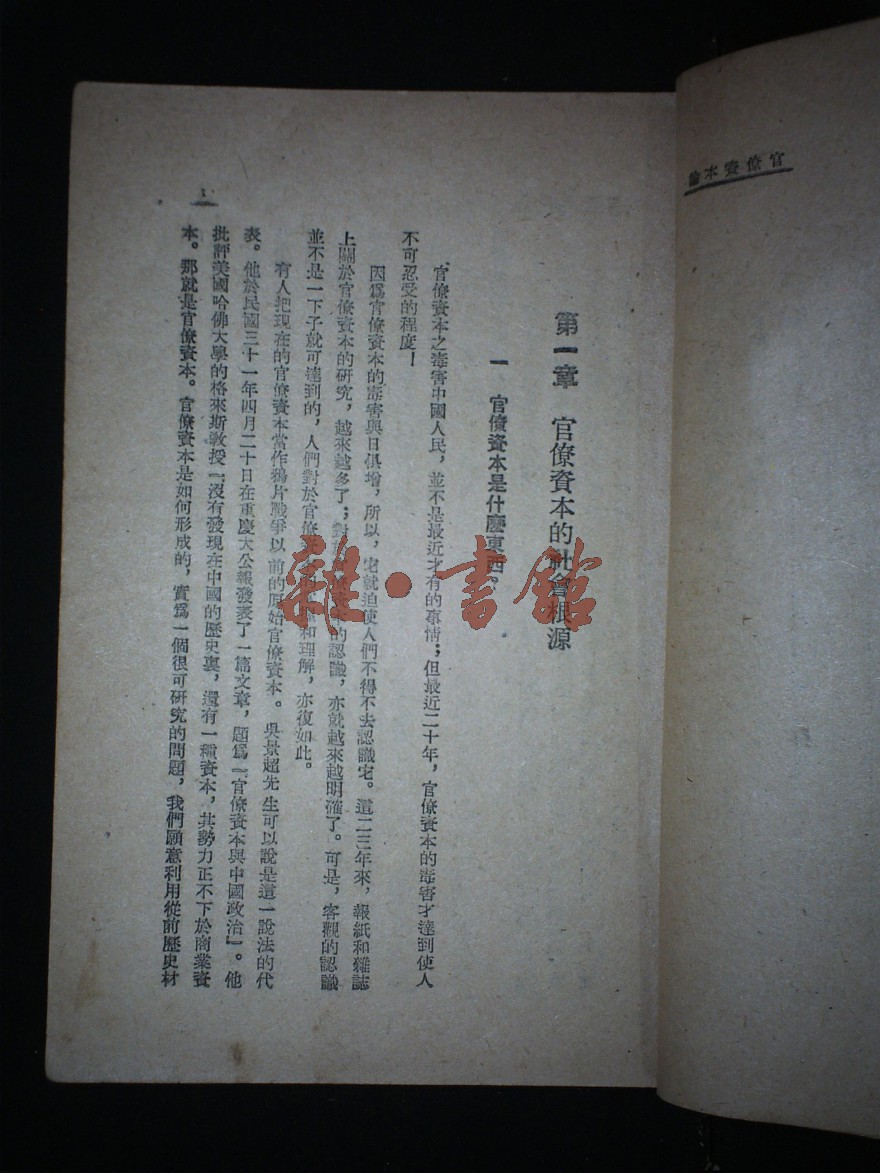 官僚資本論
第一章　官僚資本的社會根源
一　官僚資本是什麼東西。
官僚資本之毒害中國人民，並不是最近才有的事情；但最近二十年，官僚資本的毒害才達到使人
不可忍受的程度！
因爲官僚資本的毒害與日俱增，所以，它就迫使人們不得不去認識它。這二三年來，報紙和雜誌
上關於官僚資本的研究，越來越多了；對於官僚資本的認識，亦就越來越明確了。可是，客觀的認識
並不是一下子就可達到的，人們對於官僚資本的和理解，亦復如此。
有人把現在的官僚資本當作鴉片戰爭以前的原始官僚資本。吳景超先生可以說是這一說法的代
表。他於民國三十一年四月二十日在重慶大公報發表了一篇文章，題爲『官僚資本與中國政治』。他
批評美國哈佛大學的格來斯教授『沒有發現在中國的歷史裏，還有一種資本，其勢力正不下於商業資
本。那就是官僚資本。官僚資本是如何形成的，實爲一個很可研究的問題，我們願意利用從前歷史材
1
雜·書館